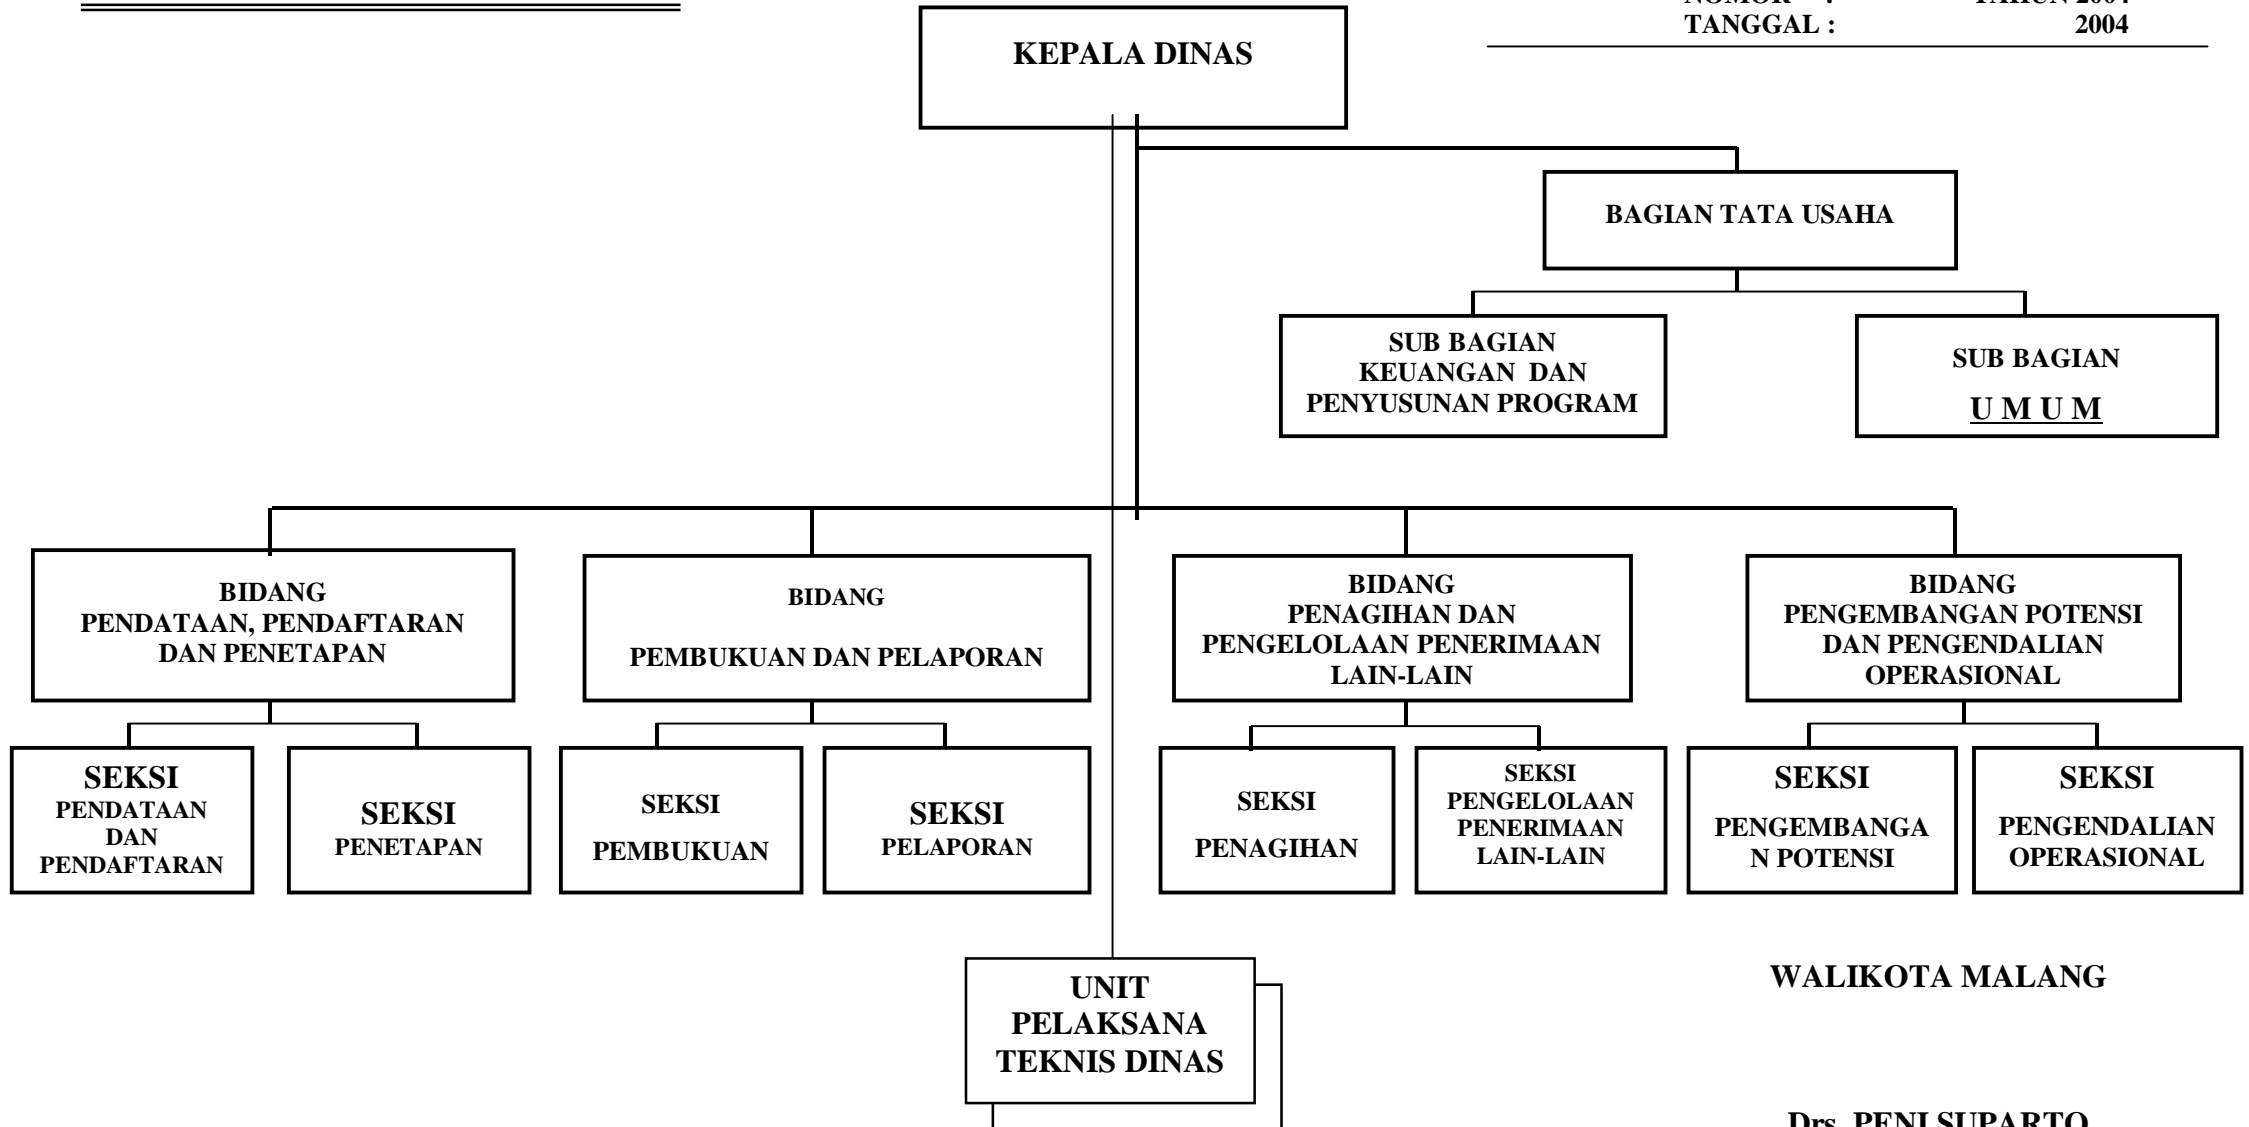 NOMOR : TAHUN 2004
TANGGAL : 2004
KEPALA DINAS
BAGIAN TATA USAHA
SUB BAGIAN
KEUANGAN DAN
PENYUSUNAN PROGRAM
SUB BAGIAN
U M U M
BIDANG
PENDATAAN, PENDAFTARAN
DAN PENETAPAN
BIDANG
PEMBUKUAN DAN PELAPORAN
BIDANG
PENAGIHAN DAN
PENGELOLAAN PENERIMAAN
LAIN-LAIN
BIDANG
PENGEMBANGAN POTENSI
DAN PENGENDALIAN
OPERASIONAL
SEKSI
PENDATAAN
DAN
PENDAFTARAN
SEKSI
PENETAPAN
SEKSI
PEMBUKUAN
SEKSI
PELAPORAN
SEKSI
PENAGIHAN
SEKSI
PENGELOLAAN
PENERIMAAN
LAIN-LAIN
SEKSI
PENGEMBANGA
N POTENSI
SEKSI
PENGENDALIAN
OPERASIONAL
UNIT
PELAKSANA
TEKNIS DINAS
WALIKOTA MALANG
Drs. PENI SUPARTO